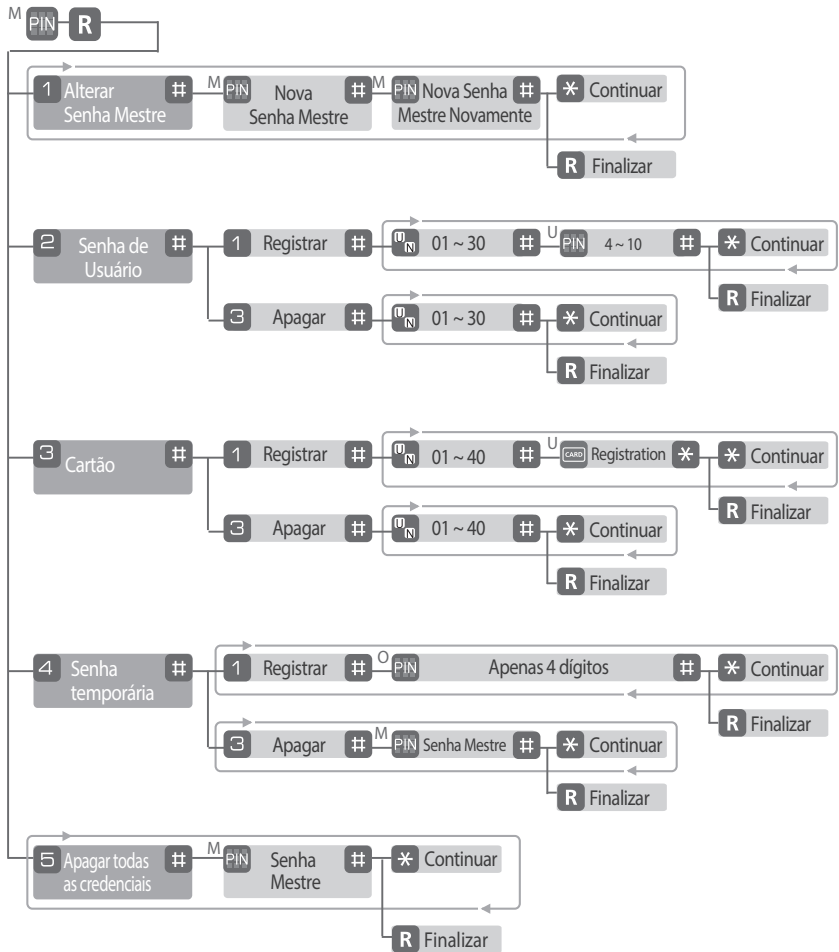 M PIN R
1 Alterar Senha Mestre # M PIN Nova Senha Mestre # M PIN Nova Senha Mestre Novamente # * Continuar
R Finalizar
2 Senha de Usuário # 1 Registrar # UN 01 ~ 30 # U PIN 4 ~ 10 # * Continuar
R Finalizar
3 Apagar # UN 01 ~ 30 # * Continuar
R Finalizar
3 Cartão # 1 Registrar # UN 01 ~ 40 # U CARD Registration * * Continuar
R Finalizar
3 Apagar # UN 01 ~ 40 # * Continuar
R Finalizar
4 Senha temporária # 1 Registrar # O PIN Apenas 4 dígitos # * Continuar
R Finalizar
3 Apagar # M PIN Senha Mestre # * Continuar
R Finalizar
5 Apagar todas as credenciais # M PIN Senha Mestre # * Continuar
R Finalizar